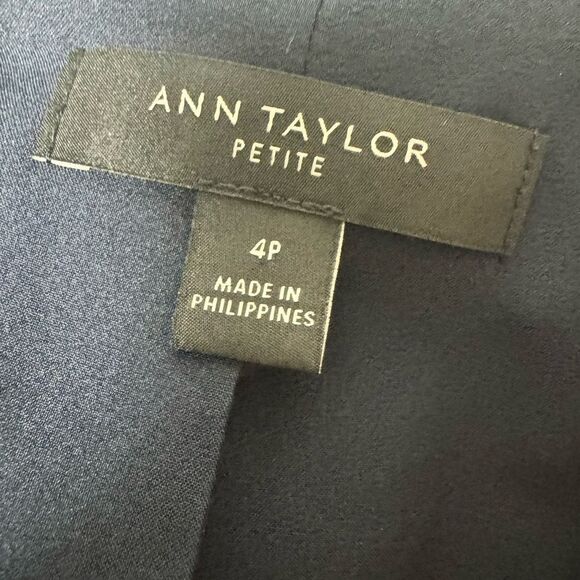 ANN TAYLOR
PETITE
4P
MADE IN
PHILIPPINES